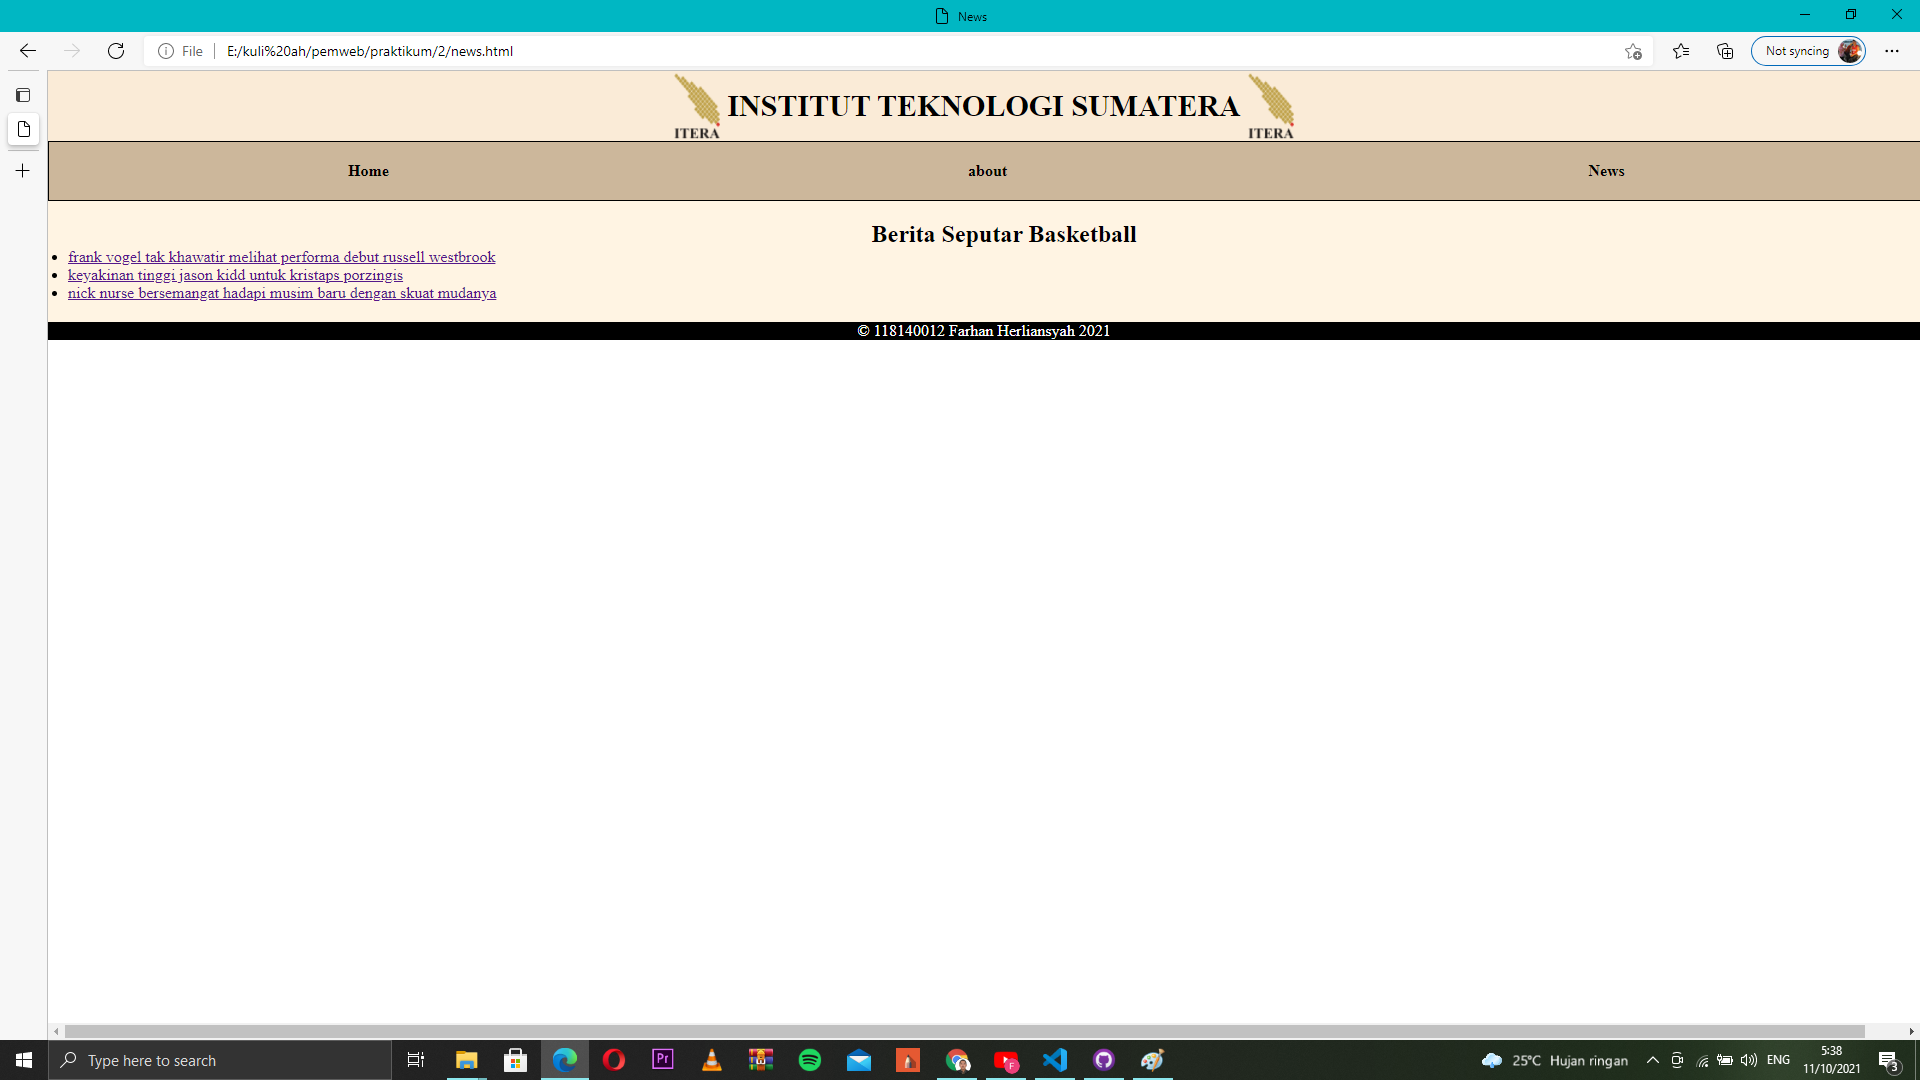 News
File
E:/kuli%20ah/pemweb/praktikum/2/news.html
Not syncing
ITERA INSTITUT TEKNOLOGI SUMATERA ITERA
Home about News
Berita Seputar Basketball
frank vogel tak khawatir melihat performa debut russell westbrook
keyakinan tinggi jason kidd untuk kristaps porzingis
nick nurse bersemangat hadapi musim baru dengan skuat mudanya
© 118140012 Farhan Herliansyah 2021
Type here to search
Pr
F
25°C Hujan ringan
ENG
5:38
11/10/2021
3